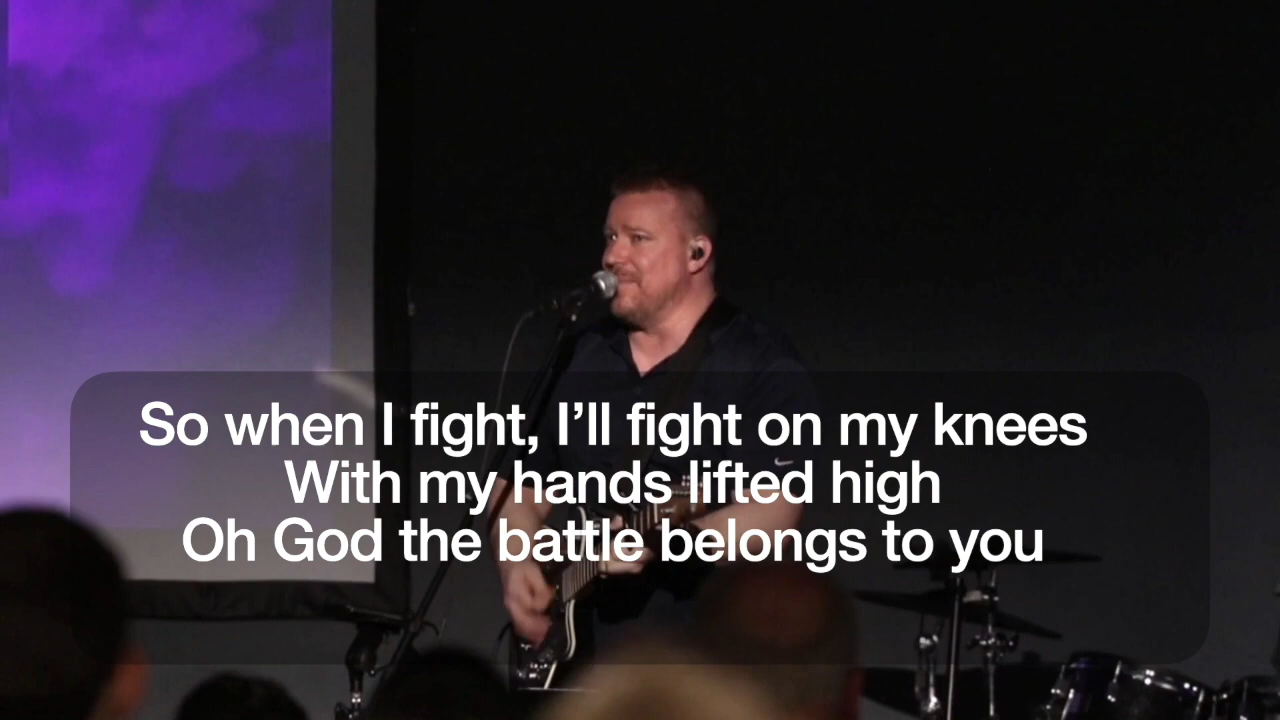 So when I fight, I’ll fight on my knees
With my hands lifted high
Oh God the battle belongs to you